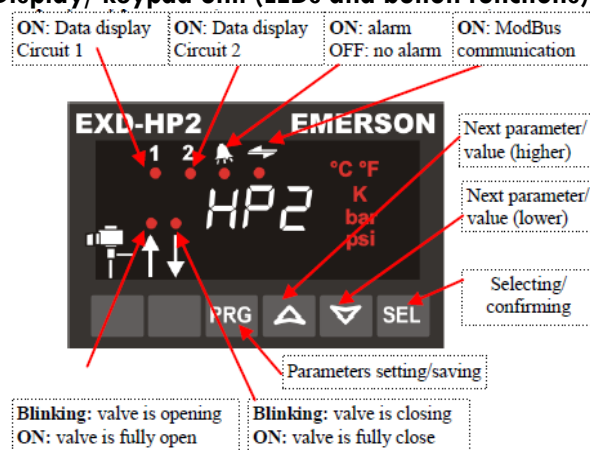 Display/ keypad unit (LEDs and button functions)
ON: Data display
Circuit 1
ON: Data display
Circuit 2
ON: alarm
OFF: no alarm
ON: ModBus
communication
EXD-HP2 EMERSON
1 2
°C °F
K
bar
psi
HP2
Next parameter/
value (higher)
Next parameter/
value (lower)
Selecting/
confirming
PRG SEL
Parameters setting/saving
Blinking: valve is opening
ON: valve is fully open
Blinking: valve is closing
ON: valve is fully close